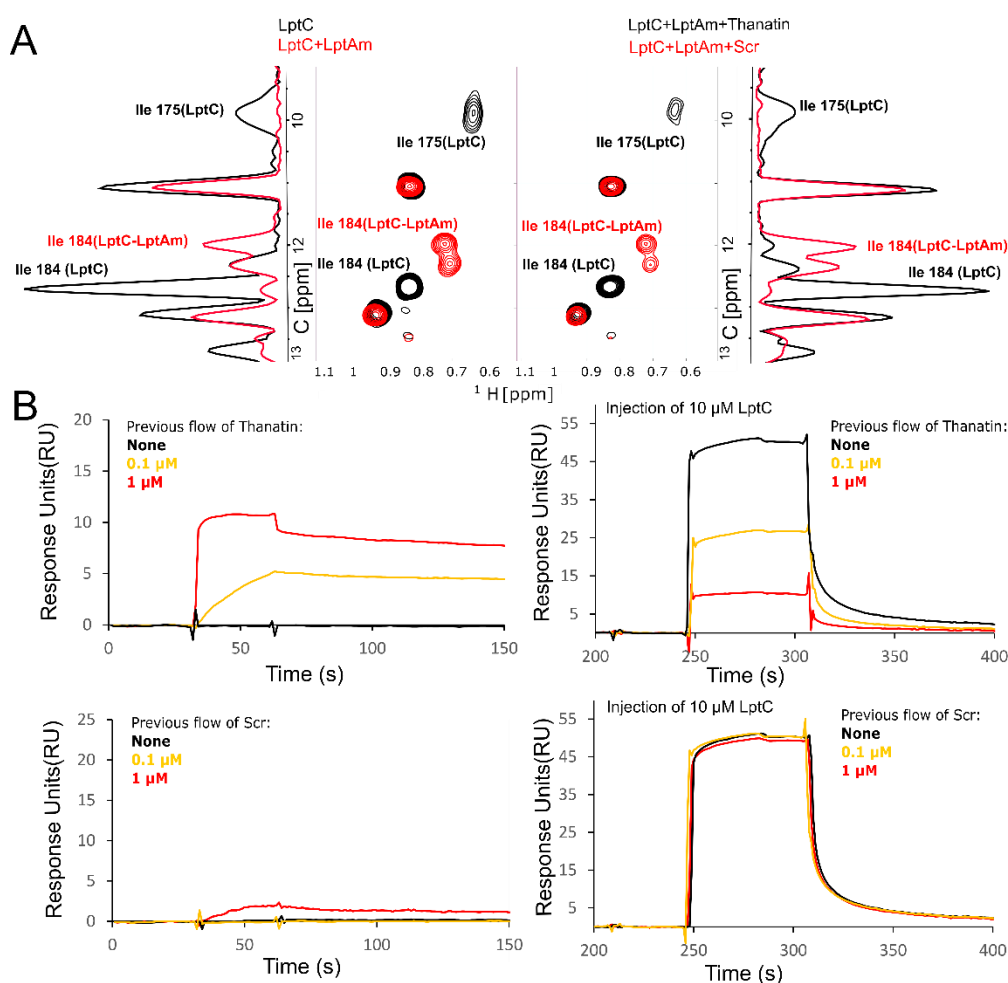 A
LptC
LptC+LptAm
LptC+LptAm+Thanatin
LptC+LptAm+Scr
Ile 175(LptC)
Ile 175(LptC)
Ile 175(LptC)
Ile 175(LptC)
10
10
Ile 184(LptC-LptAm)
Ile 184(LptC-LptAm)
Ile 184(LptC-LptAm)
Ile 184(LptC-LptAm)
12
12
Ile 184 (LptC)
Ile 184 (LptC)
Ile 184 (LptC)
Ile 184 (LptC)
C [ppm]
C [ppm]
13
13
1.1 1 0.9 0.8 0.7 0.6
1.1 1 0.9 0.8 0.7 0.6
1 H [ppm]
B
Response Units(RU)
20
15
10
5
0
Previous flow of Thanatin:
None
0.1 µM
1 µM
0 50 100 150
Time (s)
Response Units(RU)
Injection of 10 µM LptC
55
45
35
25
15
5
Previous flow of Thanatin:
None
0.1 µM
1 µM
200 250 300 350 400
Time (s)
Response Units(RU)
25
20
15
10
5
0
Previous flow of Scr:
None
0.1 µM
1 µM
0 50 100 150
Time (s)
Response Units(RU)
Injection of 10 µM LptC
55
45
35
25
15
5
Previous flow of Scr:
None
0.1 µM
1 µM
200 250 300 350 400
Time (s)